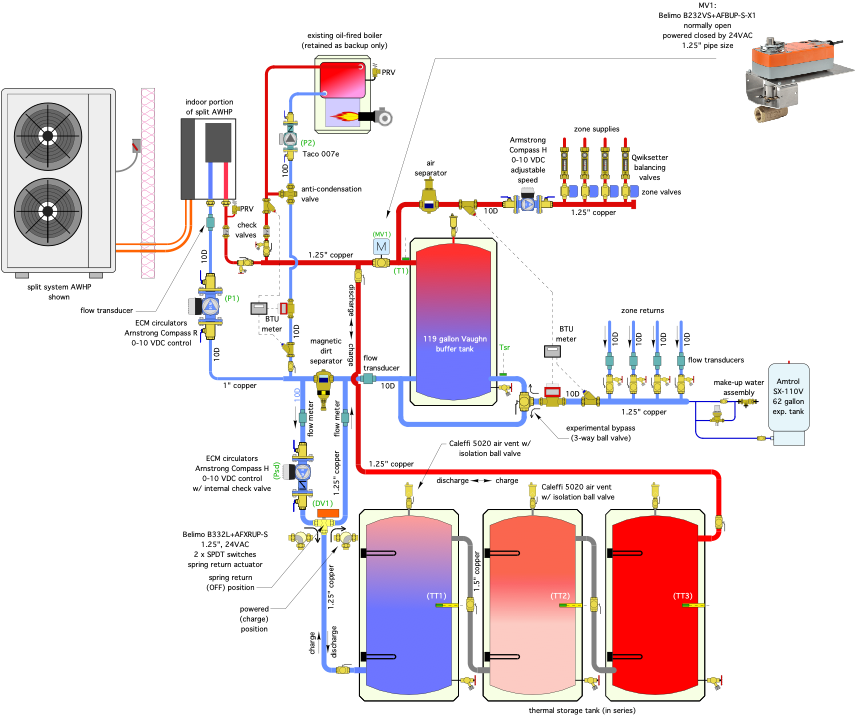 MV1:
Belimo B232VS+AFBUP-S-X1
normally open
powered closed by 24VAC
1.25" pipe size
existing oil-fired boiler
(retained as backup only)
PRV
indoor portion
of split AWHP
(P2)
Taco 007e
10D
anti-condensation
valve
PRV
check
valves
air
separator
Armstrong
Compass H
0-10 VDC
adjustable
speed
zone supplies
Qwiksetter
balancing
valves
zone valves
10D
1.25" copper
split system AWHP
shown
flow transducer
10D
(P1)
ECM circulators
Armstrong Compass R
0-10 VDC control
10D
1" copper
1.25" copper
(MV1)
M
(T1)
discharge
charge
BTU
meter
10D
magnetic
dirt
separator
flow
transducer
10D
119 gallon Vaughn
buffer tank
Tsr
BTU
meter
10D
zone returns
10D
10D
10D
10D
flow transducers
1.25" copper
make-up water
assembly
Amtrol
SX-110V
62 gallon
exp. tank
experimental bypass
(3-way ball valve)
10D
flow meter
flow meter
1.25" copper
ECM circulators
Armstrong Compass H
0-10 VDC control
w/ internal check valve
(Psd)
(DV1)
Caleffi 5020 air vent w/
isolation ball valve
1.25" copper
discharge
charge
Caleffi 5020 air vent
w/ isolation ball valve
Belimo B332L+AFXRUP-S
1.25", 24VAC
2 x SPDT switches
spring return actuator
spring return
(OFF) position
powered
(charge)
position
1.25" copper
charge
discharge
(TT1)
1.5" copper
(TT2)
(TT3)
thermal storage tank (in series)